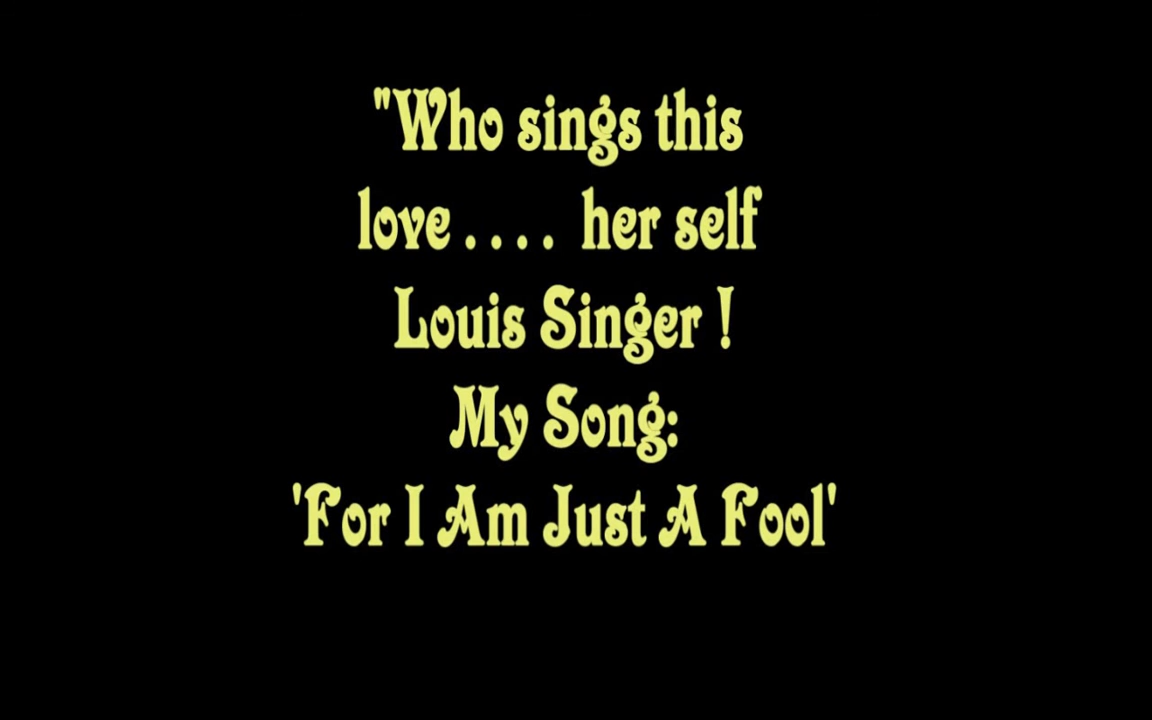 "Who sings this
love . . . .  her self
Louis Singer !
My Song:
'For I Am Just A Fool'